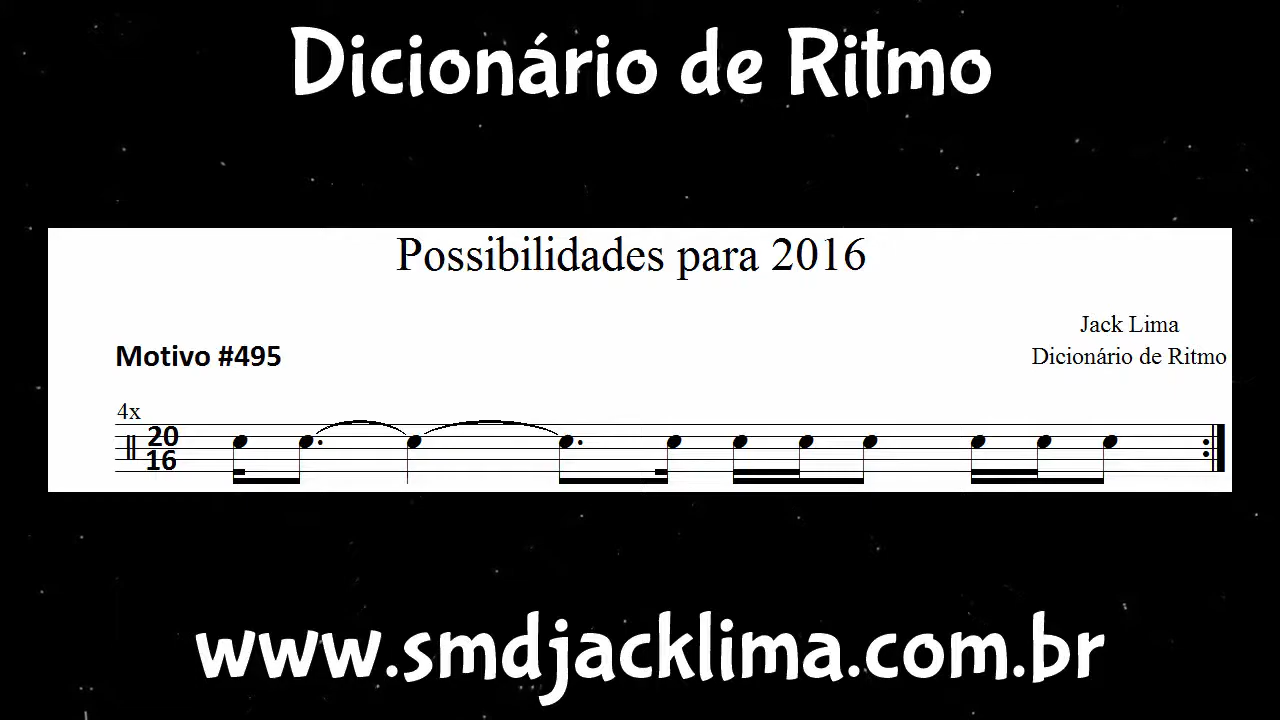 Dicionário de Ritmo
Possibilidades para 2016
Jack Lima
Motivo #495
Dicionário de Ritmo
4x
20
16
www.smdjacklima.com.br